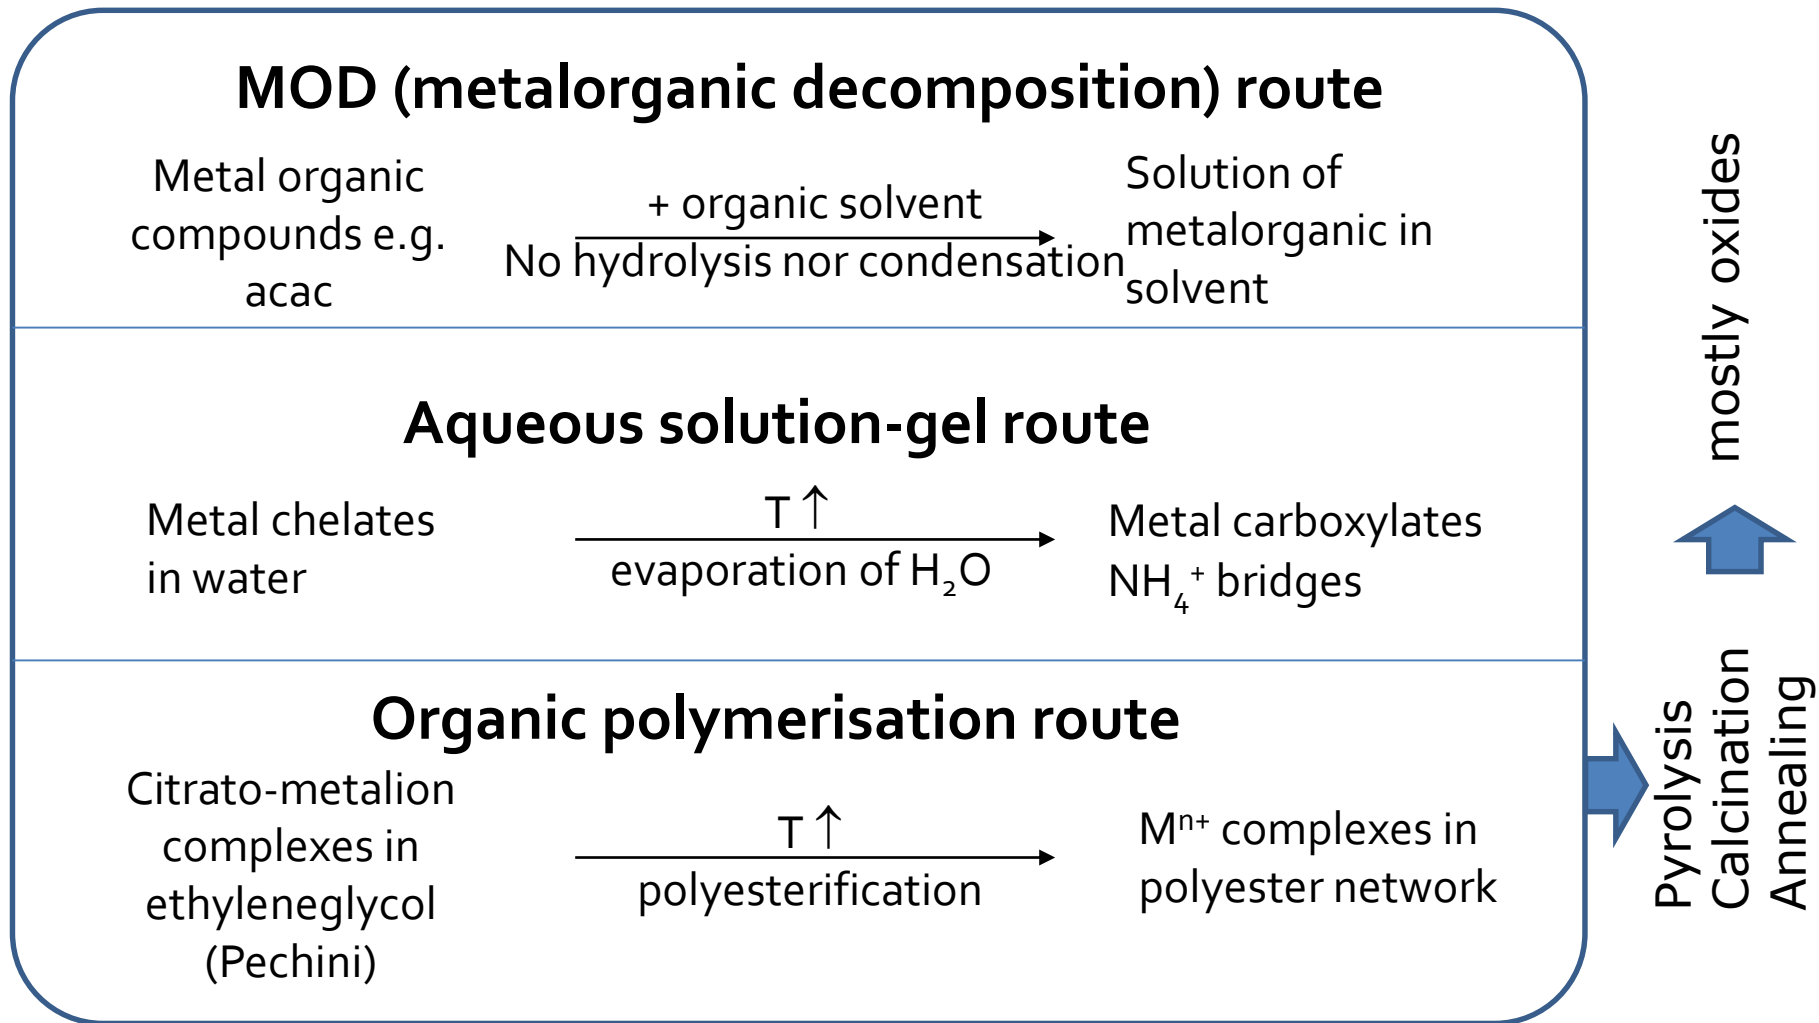 MOD (metalorganic decomposition) route
Metal organic
compounds e.g.
acac
+ organic solvent
No hydrolysis nor condensation
Solution of
metalorganic in
solvent
Aqueous solution-gel route
Metal chelates
in water
T ↑
evaporation of H₂O
Metal carboxylates
NH₄⁺ bridges
Organic polymerisation route
Citrato-metalion
complexes in
ethyleneglycol
(Pechini)
T ↑
polyesterification
Mⁿ⁺ complexes in
polyester network
Pyrolysis
Calcination
Annealing
mostly oxides